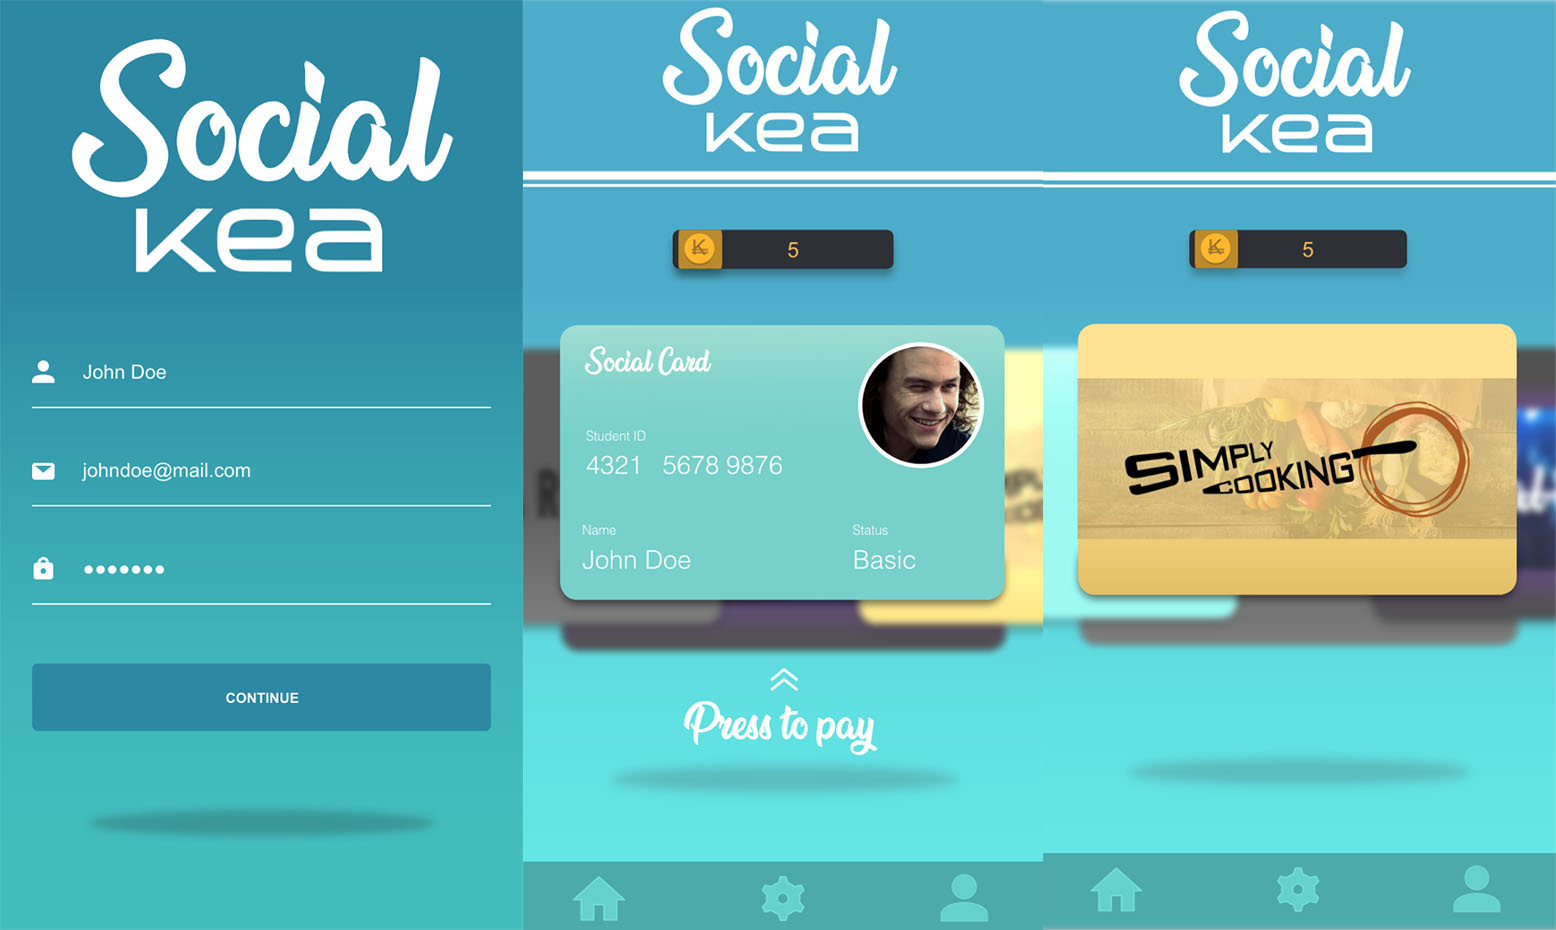 Social
Kea
John Doe
johndoe@mail.com
CONTINUE
Social
Kea
5
Social Card
Student ID
4321 5678 9876
Name
Status
John Doe
Basic
Press to pay
Social
Kea
5
SIMPLY
COOKING